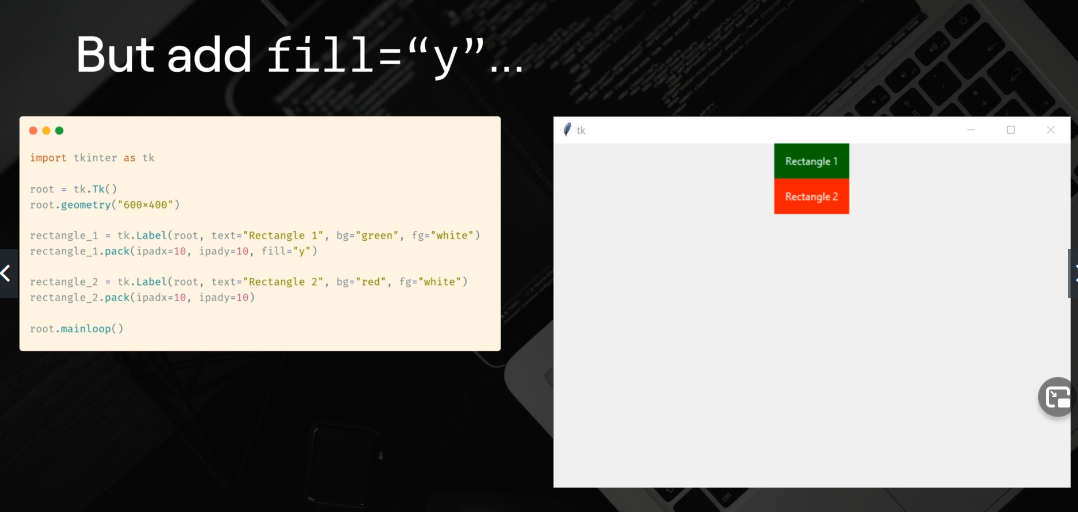 But add fill=“y”...
import tkinter as tk
root = tk.Tk()
root.geometry("600×400")
rectangle_1 = tk.Label(root, text="Rectangle 1", bg="green", fg="white")
rectangle_1.pack(ipadx=10, ipady=10, fill="y")
rectangle_2 = tk.Label(root, text="Rectangle 2", bg="red", fg="white")
rectangle_2.pack(ipadx=10, ipady=10)
root.mainloop()
tk
Rectangle 1
Rectangle 2